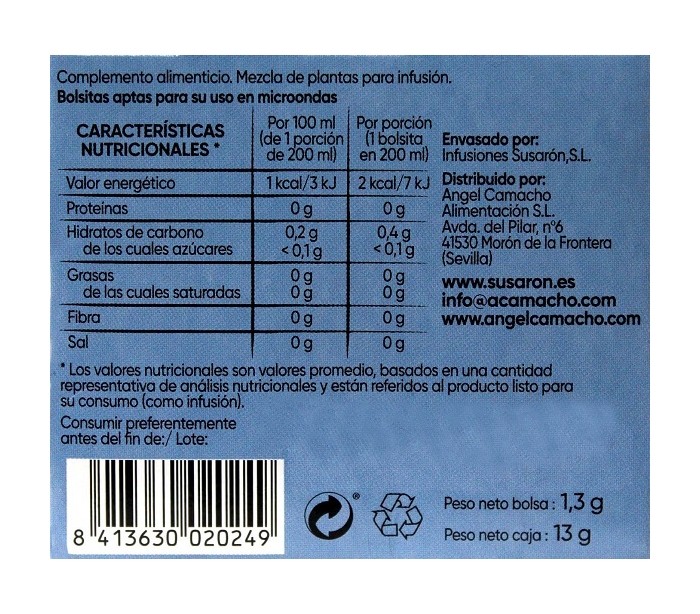 Complemento alimenticio. Mezcla de plantas para infusión.
Bolsitas aptas para su uso en microondas
CARACTERÍSTICAS NUTRICIONALES *
Por 100 ml (de 1 porción de 200 ml)
Por porción (1 bolsita en 200 ml)
Valor energético 1 kcal/3 kJ 2 kcal/7 kJ
Proteínas 0 g 0 g
Hidratos de carbono 0,2 g 0,4 g
de los cuales azúcares <0,1 g <0,1 g
Grasas 0 g 0 g
de las cuales saturadas 0 g 0 g
Fibra 0 g 0 g
Sal 0 g 0 g
Envasado por:
Infusiones Susarón,S.L.
Distribuido por:
Angel Camacho
Alimentación S.L.
Avda. del Pilar, nº6
41530 Morón de la Frontera
(Sevilla)
www.susaron.es
info@acamacho.com
www.angelcamacho.com
* Los valores nutricionales son valores promedio, basados en una cantidad
representativa de análisis nutricionales y están referidos al producto listo para
su consumo (como infusión).
Consumir preferentemente
antes del fin de:/ Lote:
8 413630 020249
®
Peso neto bolsa : 1,3 g
Peso neto caja : 13 g